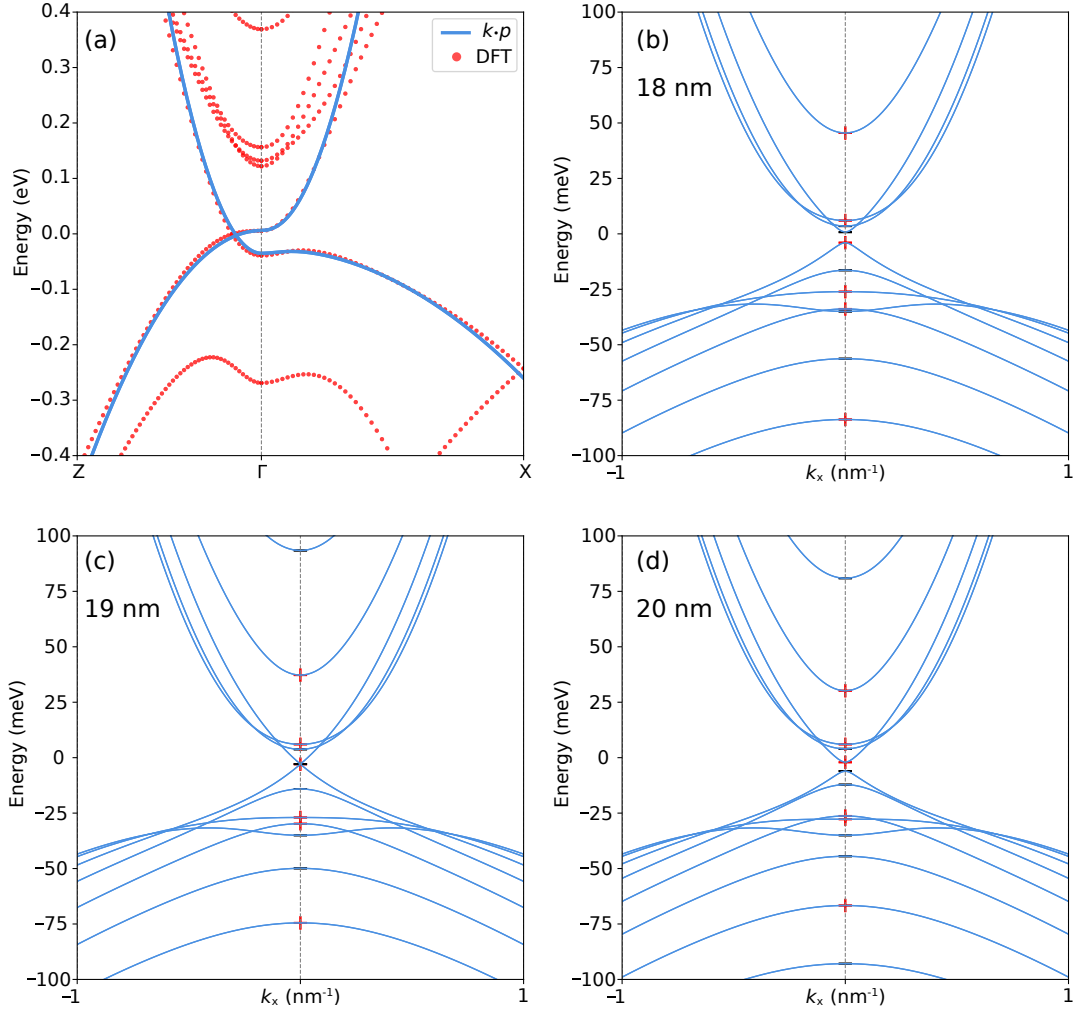 (a)
k·p
DFT
Energy (eV)
0.4
0.3
0.2
0.1
0.0
−0.1
−0.2
−0.3
−0.4
Z
Γ
X
(b)
18 nm
Energy (meV)
100
75
50
25
0
−25
−50
−75
−100
−1
kx (nm⁻¹)
1
(c)
19 nm
Energy (meV)
100
75
50
25
0
−25
−50
−75
−100
−1
kx (nm⁻¹)
1
(d)
20 nm
Energy (meV)
100
75
50
25
0
−25
−50
−75
−100
−1
kx (nm⁻¹)
1